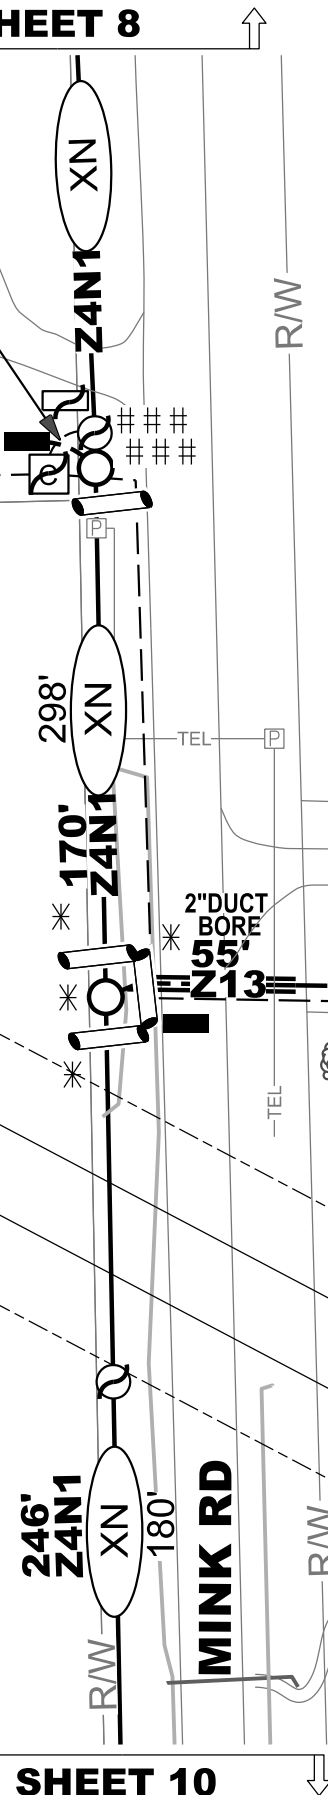 HEET 8
XN
Z4N1
R/W
# # #
# # #
C
P
298'
XN
TEL
P
170'
Z4N1
2"DUCT
BORE
55'
Z13
TEL
246'
Z4N1
XN
180'
MINK RD
R/W
R/W
SHEET 10